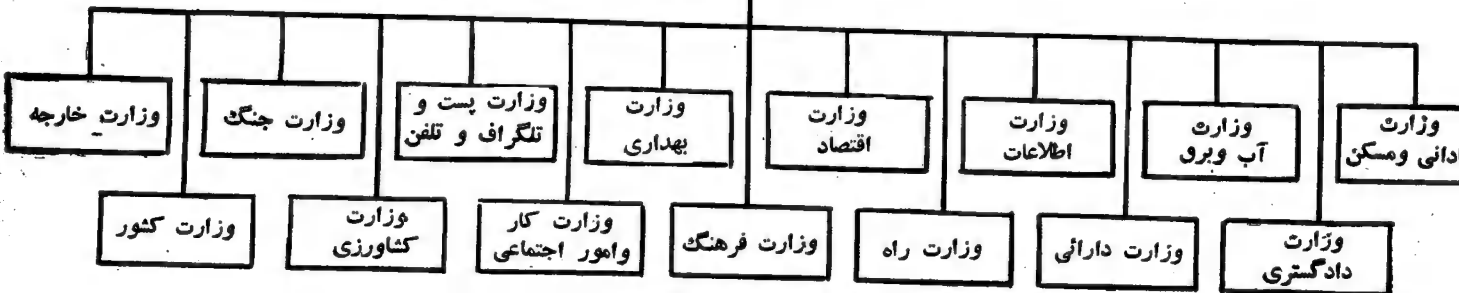 وزارت
ومسکن
وزارت
آب وبرق
وزارت
اطلاعات
وزارت
اقتصاد
وزارت
بهداری
وزارت پست و
تلگراف و تلفن
وزارت جنگ
وزارت خارجه
وزارت
دادگستری
وزارت دارائی
وزارت راه
وزارت فرهنگ
وزارت کار
وامور اجتماعی
وزارت
کشاورزی
وزارت کشور